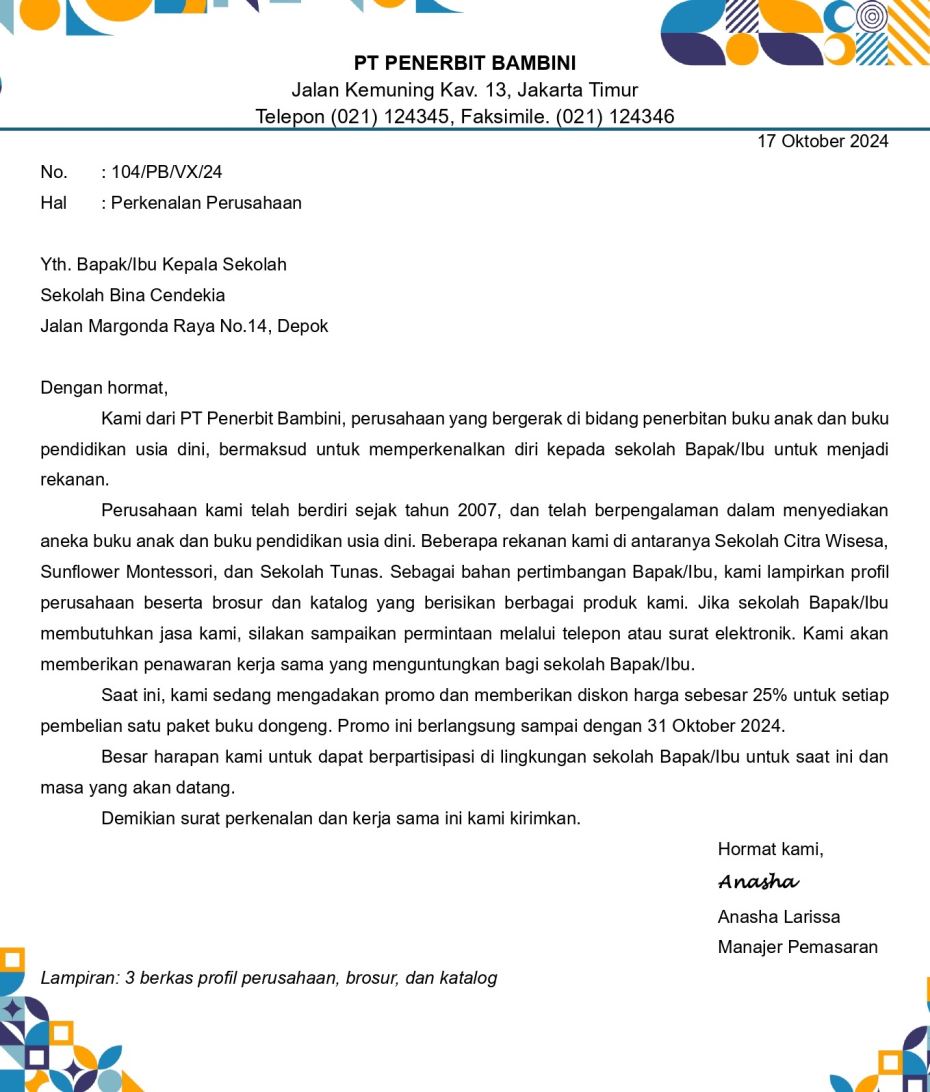 PT PENERBIT BAMBINI
Jalan Kemuning Kav. 13, Jakarta Timur
Telepon (021) 124345, Faksimile. (021) 124346
17 Oktober 2024
No. : 104/PB/VX/24
Hal : Perkenalan Perusahaan
Yth. Bapak/Ibu Kepala Sekolah
Sekolah Bina Cendekia
Jalan Margonda Raya No.14, Depok
Dengan hormat,
Kami dari PT Penerbit Bambini, perusahaan yang bergerak di bidang penerbitan buku anak dan buku
pendidikan usia dini, bermaksud untuk memperkenalkan diri kepada sekolah Bapak/Ibu untuk menjadi
rekanan.
Perusahaan kami telah berdiri sejak tahun 2007, dan telah berpengalaman dalam menyediakan
aneka buku anak dan buku pendidikan usia dini. Beberapa rekanan kami di antaranya Sekolah Citra Wisesa,
Sunflower Montessori, dan Sekolah Tunas. Sebagai bahan pertimbangan Bapak/Ibu, kami lampirkan profil
perusahaan beserta brosur dan katalog yang berisikan berbagai produk kami. Jika sekolah Bapak/Ibu
membutuhkan jasa kami, silakan sampaikan permintaan melalui telepon atau surat elektronik. Kami akan
memberikan penawaran kerja sama yang menguntungkan bagi sekolah Bapak/Ibu.
Saat ini, kami sedang mengadakan promo dan memberikan diskon harga sebesar 25% untuk setiap
pembelian satu paket buku dongeng. Promo ini berlangsung sampai dengan 31 Oktober 2024.
Besar harapan kami untuk dapat berpartisipasi di lingkungan sekolah Bapak/Ibu untuk saat ini dan
masa yang akan datang.
Demikian surat perkenalan dan kerja sama ini kami kirimkan.
Hormat kami,
Anasha
Anasha Larissa
Manajer Pemasaran
Lampiran: 3 berkas profil perusahaan, brosur, dan katalog